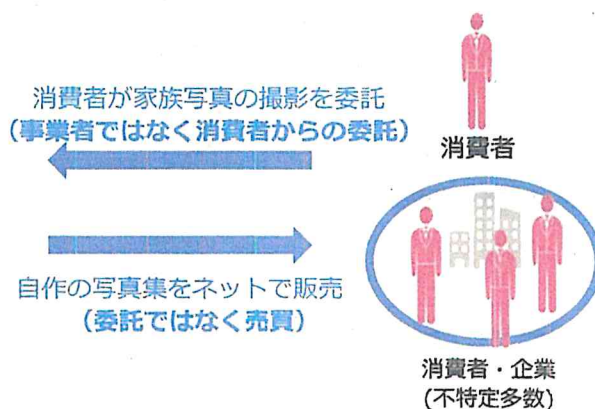 消費者が家族写真の撮影を委託
(事業者ではなく消費者からの委託)
消費者
自作の写真集をネットで販売
(委託ではなく売買)
消費者・企業
(不特定多数)